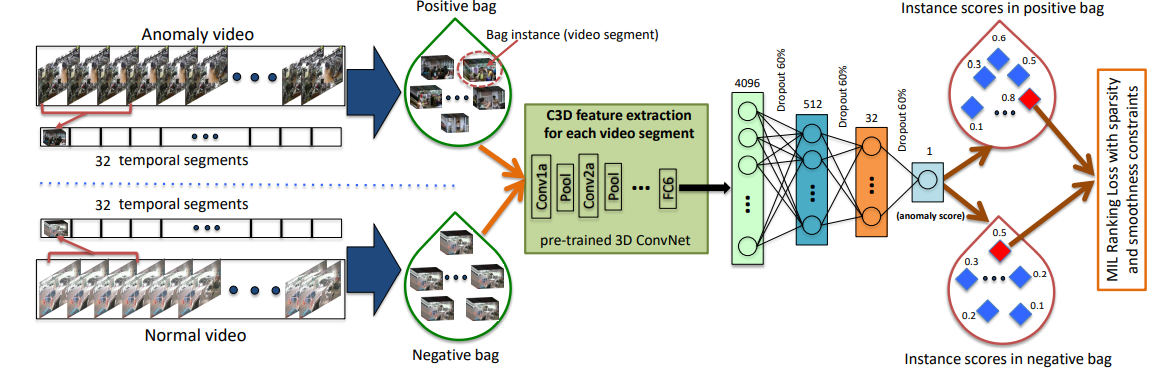 Anomaly video
32 temporal segments
32 temporal segments
Normal video
Positive bag
Bag instance (video segment)
Negative bag
C3D feature extraction
for each video segment
Conv1a
Pool
Conv2a
Pool
FC6
pre-trained 3D ConvNet
4096
Dropout 60%
512
Dropout 60%
32
Dropout 60%
1
(anomaly score)
Instance scores in positive bag
0.6
0.3
0.5
0.8
0.1
0.5
0.3
0.2
0.2
0.1
Instance scores in negative bag
MIL Ranking Loss with sparsity
and smoothness constraints